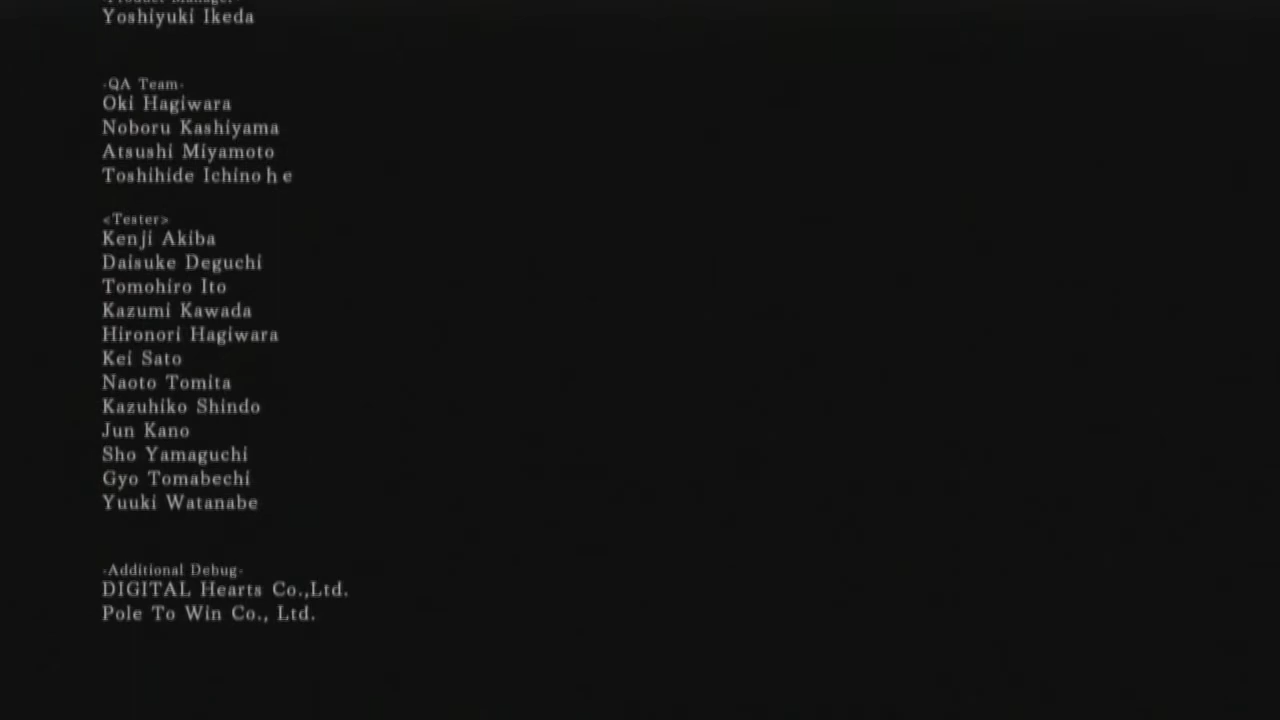 -Product Manager-
Yoshiyuki Ikeda
-QA Team-
Oki Hagiwara
Noboru Kashiyama
Atsushi Miyamoto
Toshihide Ichinohe
<Tester>
Kenji Akiba
Daisuke Deguchi
Tomohiro Ito
Kazumi Kawada
Hironori Hagiwara
Kei Sato
Naoto Tomita
Kazuhiko Shindo
Jun Kano
Sho Yamaguchi
Gyo Tomabechi
Yuuki Watanabe
-Additional Debug-
DIGITAL Hearts Co.,Ltd.
Pole To Win Co., Ltd.